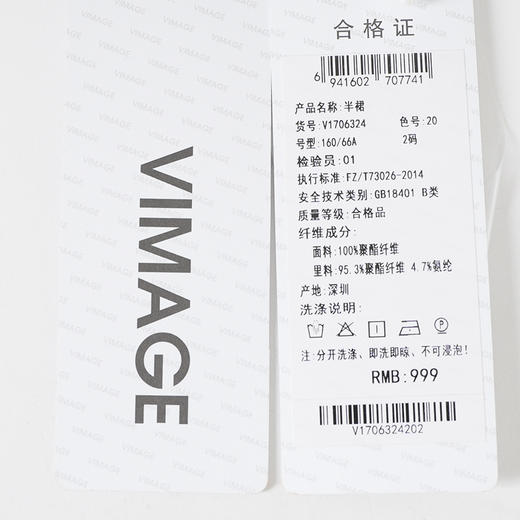 VIMAGE
合格证
6 941602 707741
产品名称:半裙
货号:V1706324 色号:20
号型:160/66A 2码
检验员:01
执行标准:FZ/T73026-2014
安全技术类别:GB18401 B类
质量等级:合格品
纤维成分:
面料:100%聚酯纤维
里料:95.3%聚酯纤维 4.7%氨纶
产地:深圳
洗涤说明:
注:分开洗涤、即洗即晾、不可浸泡!
RMB:999
V1706324202